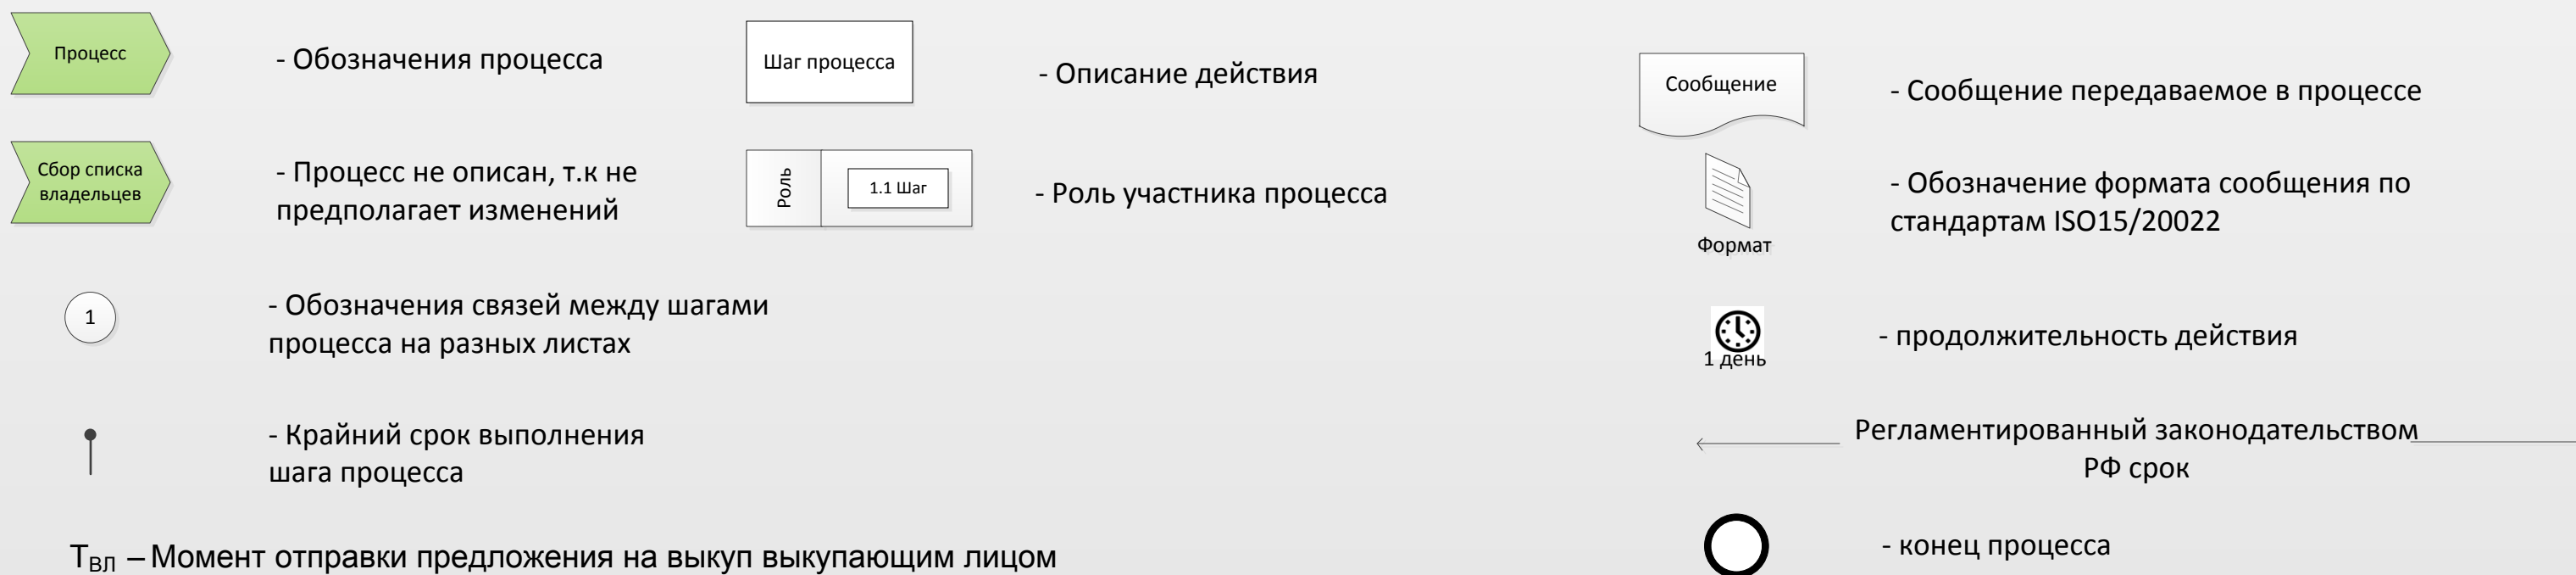 Процесс
- Обозначения процесса
Шаг процесса
- Описание действия
Сообщение
- Сообщение передаваемое в процессе
Сбор списка
владельцев
- Процесс не описан, т.к не
предполагает изменений
Роль
1.1 Шаг
- Роль участника процесса
Формат
- Обозначение формата сообщения по
стандартам ISO15/20022
1
- Обозначения связей между шагами
процесса на разных листах
1 день
- продолжительность действия
- Крайний срок выполнения
шага процесса
Регламентированный законодательством
РФ срок
- конец процесса
ТВЛ – Момент отправки предложения на выкуп выкупающим лицом